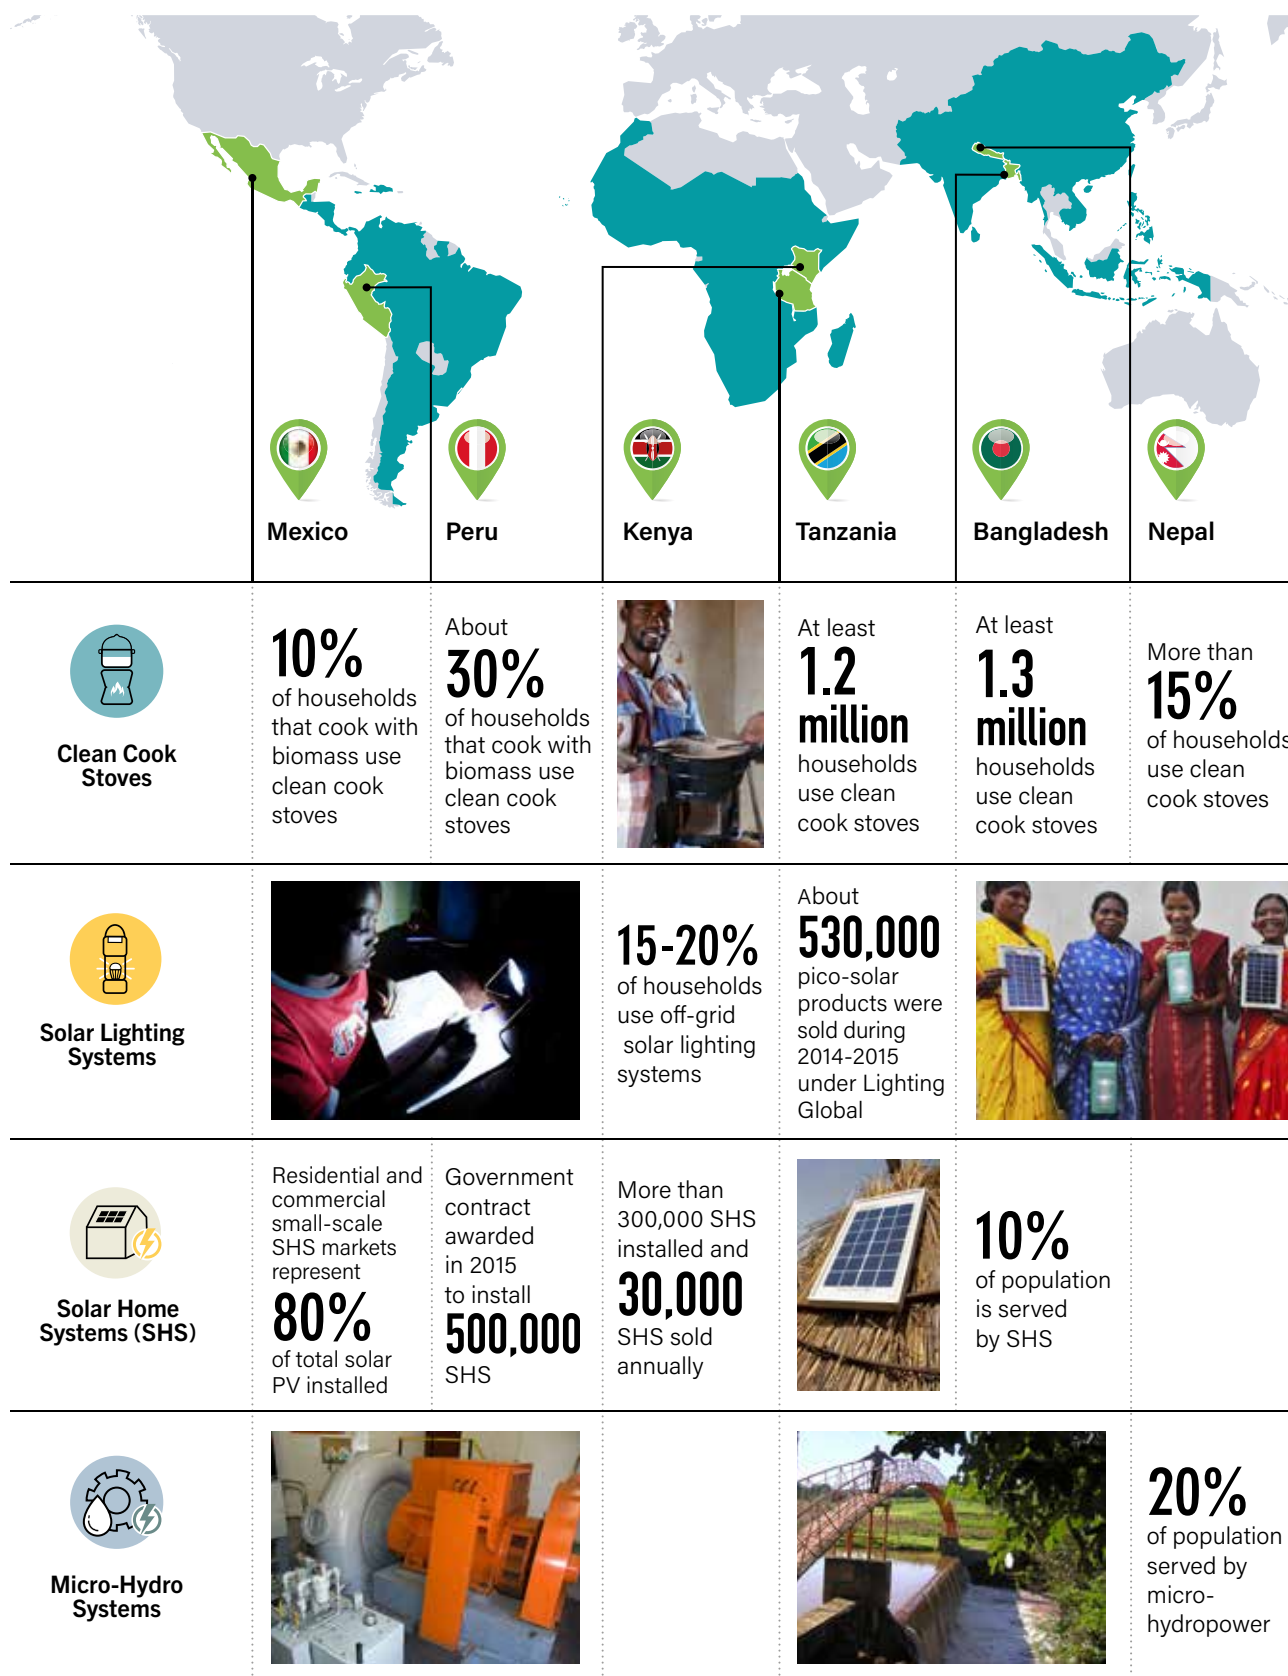 Mexico
Peru
Kenya
Tanzania
Bangladesh
Nepal
Clean Cook
Stoves
10%
of households
that cook with
biomass use
clean cook
stoves
About
30%
of households
that cook with
biomass use
clean cook
stoves
At least
1.2
million
households
use clean
cook stoves
At least
1.3
million
households
use clean
cook stoves
More than
15%
of households
use clean
cook stoves
Solar Lighting
Systems
15-20%
of households
use off-grid
solar lighting
systems
About
530,000
pico-solar
products were
sold during
2014-2015
under Lighting
Global
Solar Home
Systems (SHS)
Residential and
commercial
small-scale
SHS markets
represent
80%
of total solar
PV installed
Government
contract
awarded
in 2015
to install
500,000
SHS
More than
300,000 SHS
installed and
30,000
SHS sold
annually
10%
of population
is served
by SHS
Micro-Hydro
Systems
20%
of population
served by
micro-
hydropower